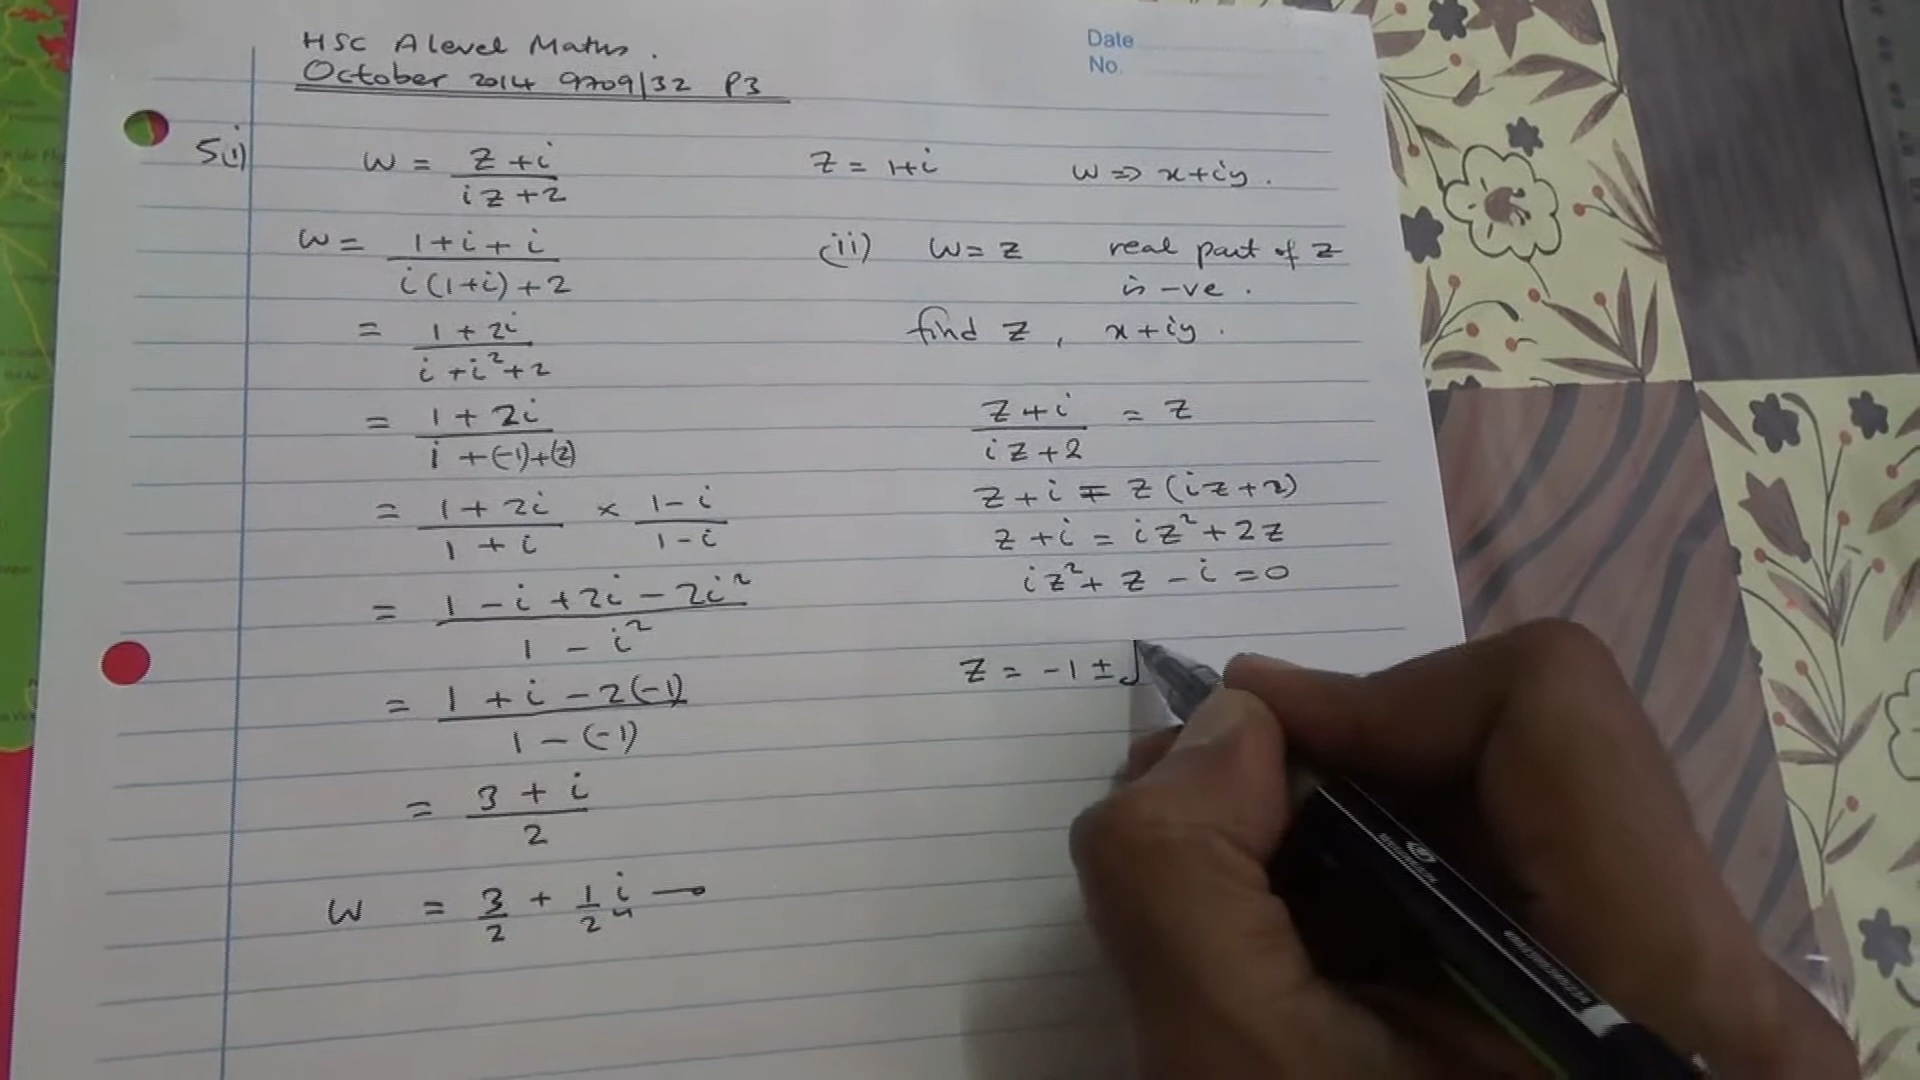 HSC A level Maths.
October 2014 9709/32 P3
Date
No.
5(i)
w = (z+i)/(iz+2)
z = 1+i
w => x+iy.
w = (1+i+i)/(i(1+i)+2)
= (1+2i)/(i+i²+2)
= (1+2i)/(i+(-1)+(2))
= (1+2i)/(1+i) × (1-i)/(1-i)
= (1-i+2i-2i²)/(1-i²)
= (1+i-2(-1))/(1-(-1))
= (3+i)/2
w = 3/2 + 1/2 i
(ii) w = z real part of z
is -ve.
find z, x+iy.
(z+i)/(iz+2) = z
z+i = z(iz+2)
z+i = iz²+2z
iz²+z-i=0
z = -1 ± √